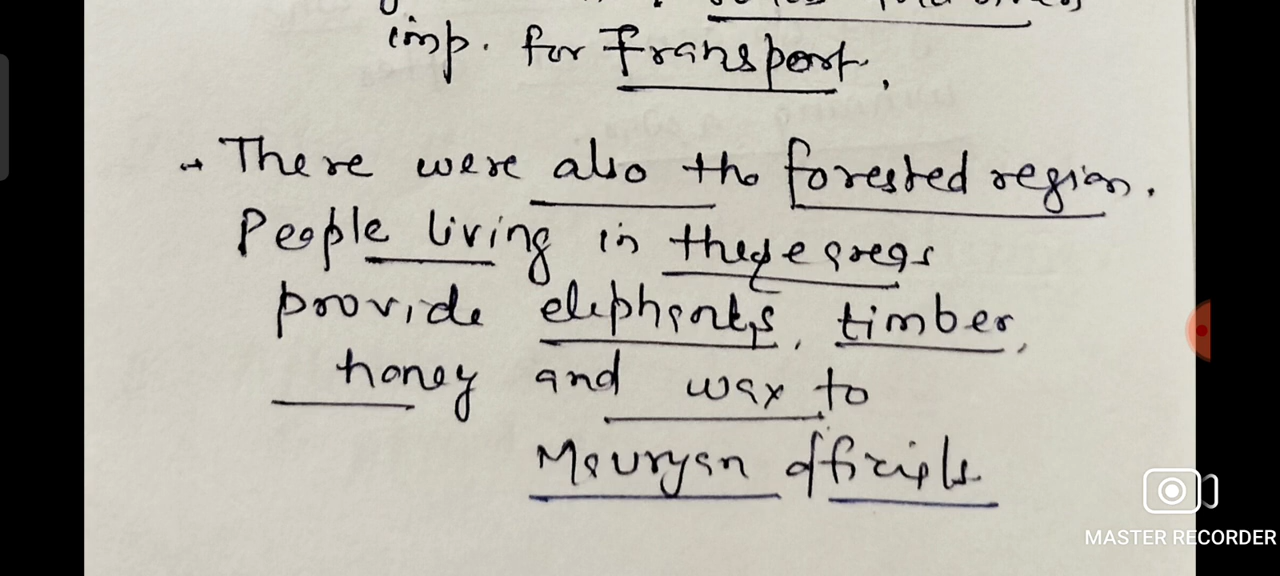 imp. for Transport,
→ There were also the forested region.
People living in these areas
provide elephants, timber,
honey and wax to
Mauryan officials
MASTER RECORDER